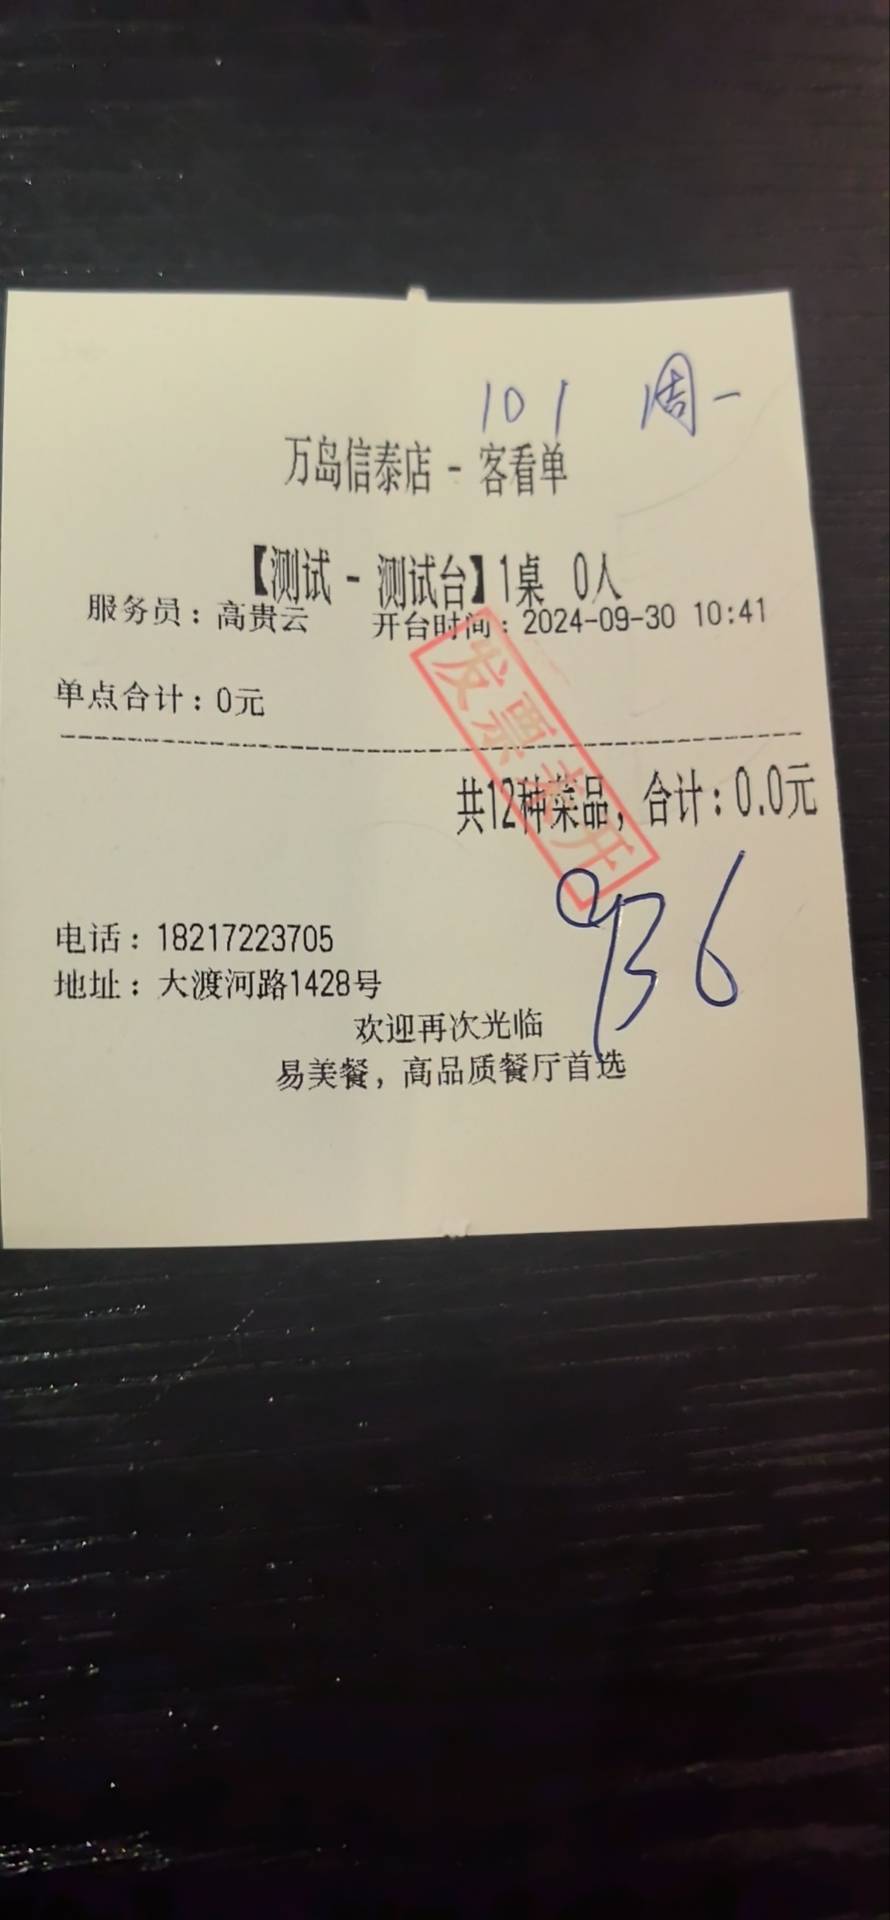 101 周一
万岛信泰店 - 客看单
【测试 - 测试台】1桌 0人
服务员：高贵云 开台时间：2024-09-30 10:41
单点合计：0元
发票未开
共12种菜品，合计：0.0元
电话：18217223705
地址：大渡河路1428号
欢迎再次光临
易美餐，高品质餐厅首选